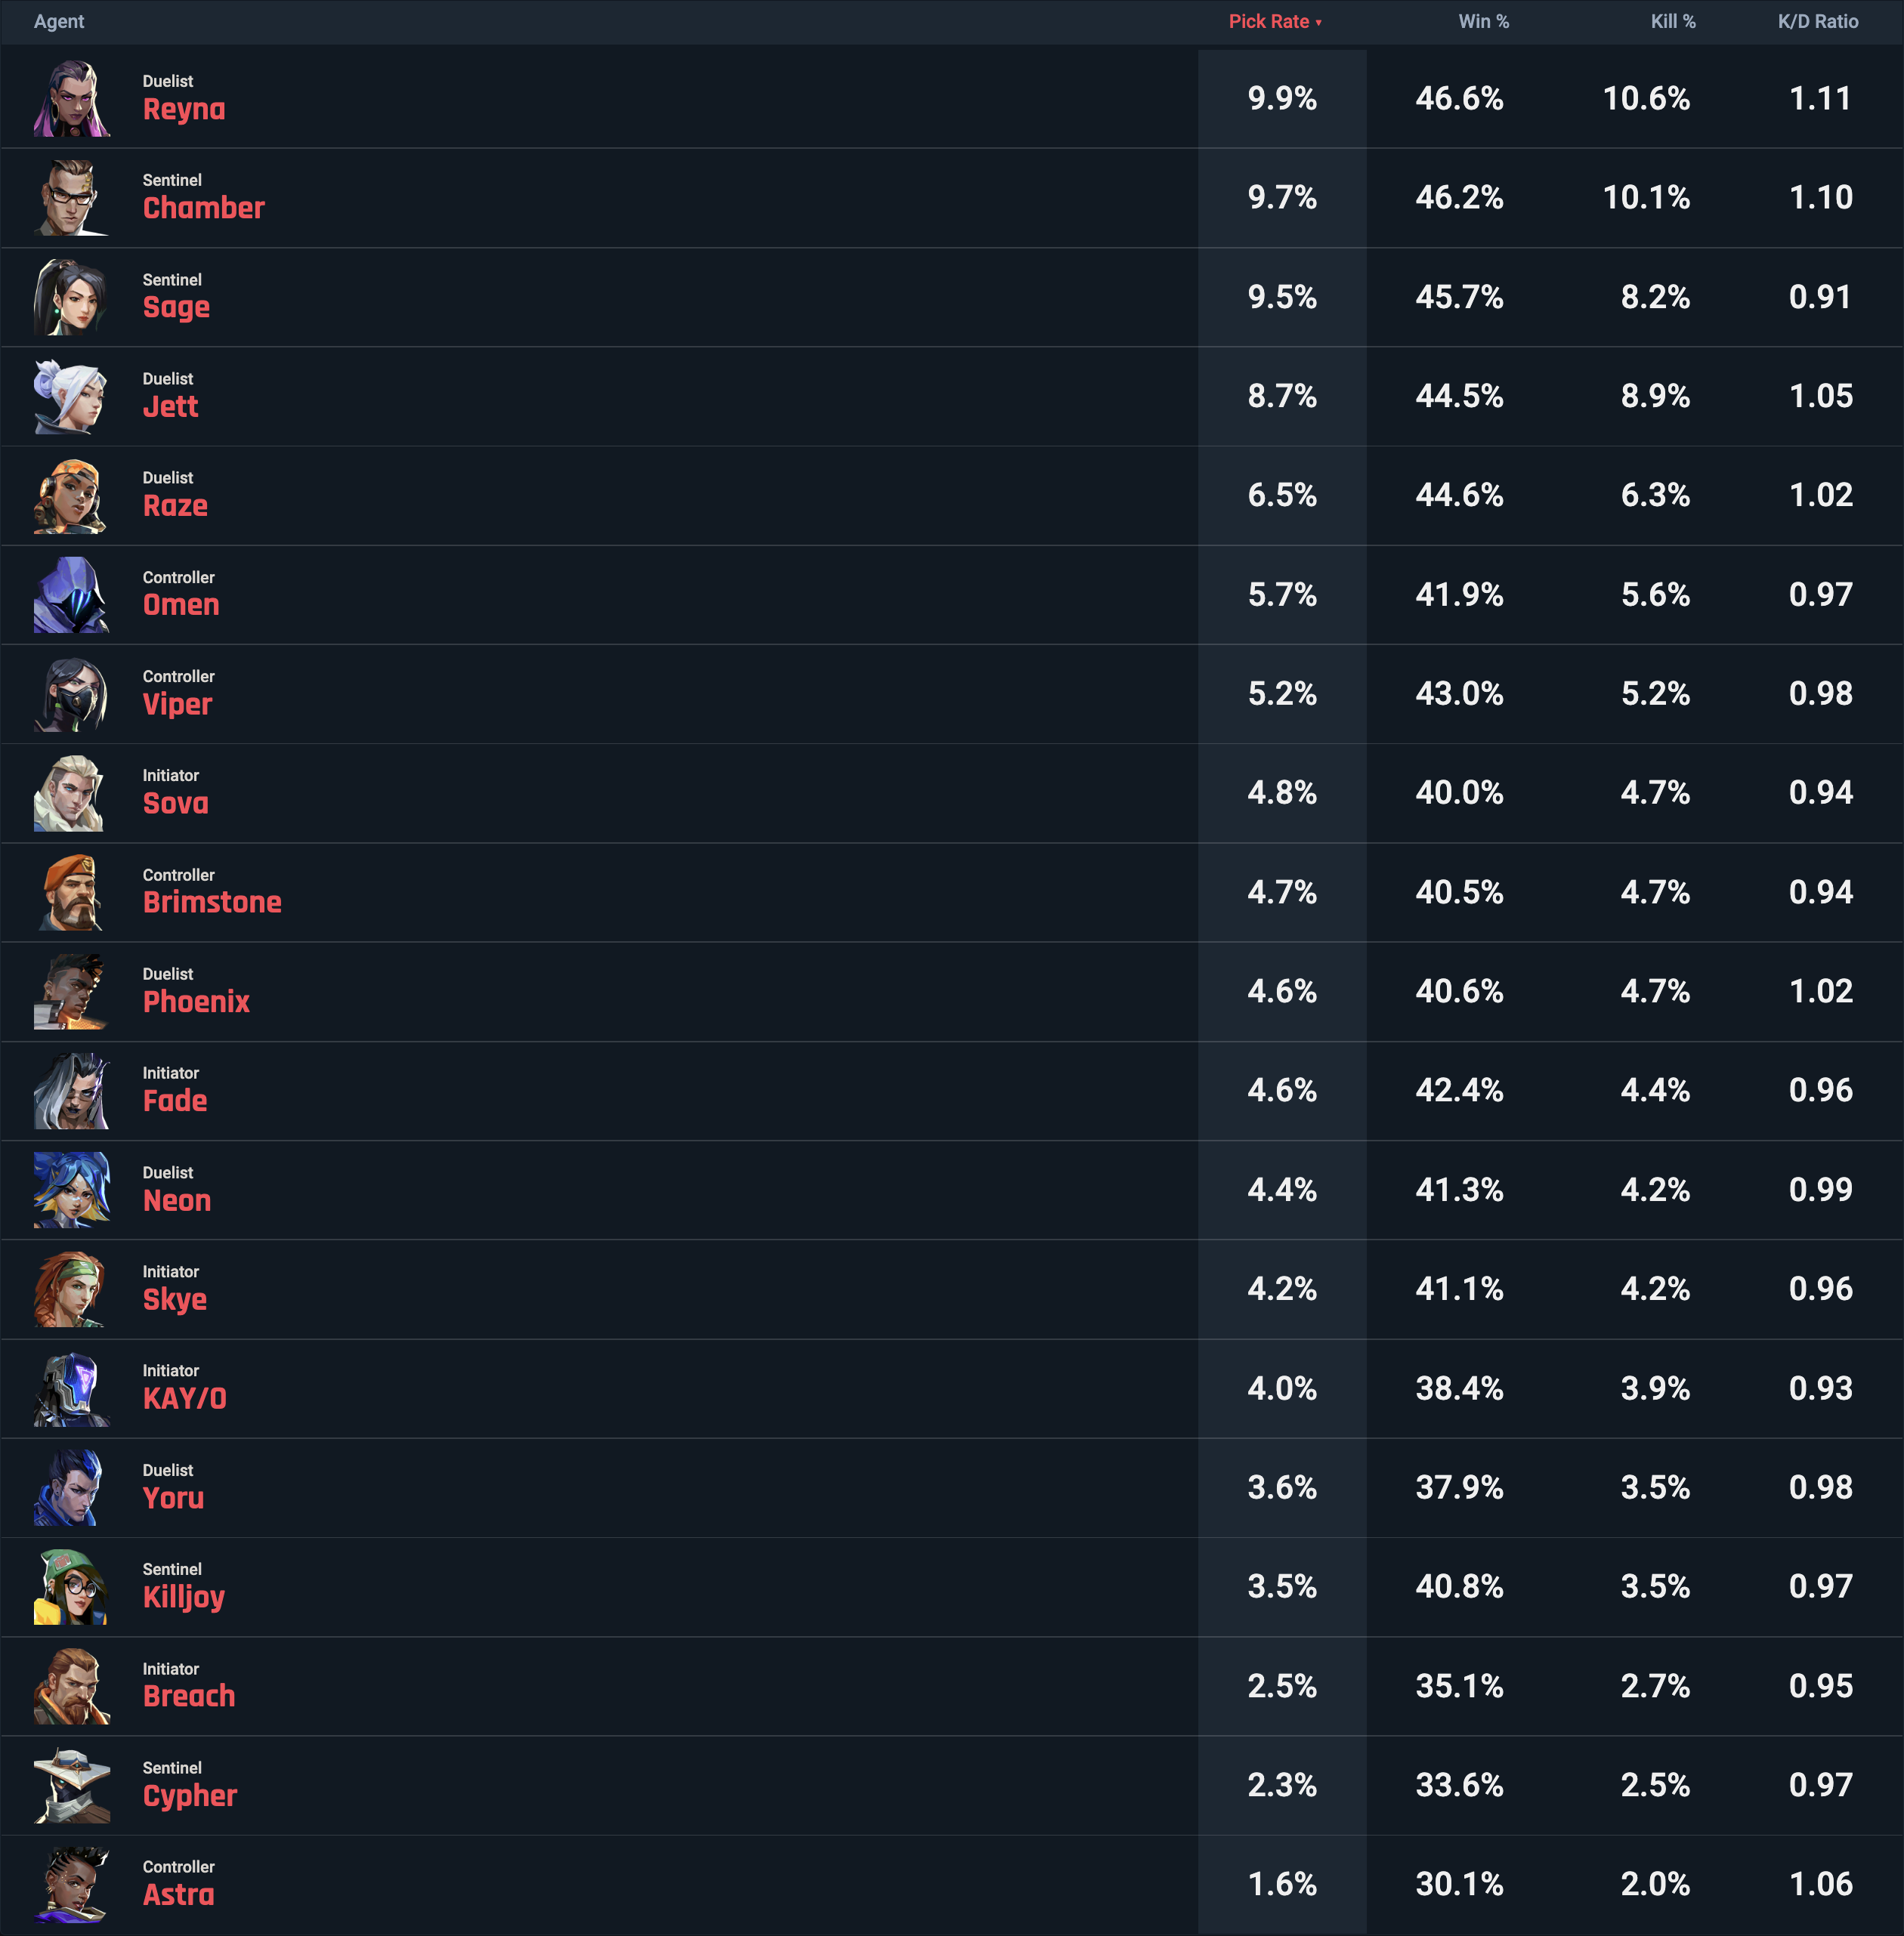 Agent Pick Rate ▾ Win % Kill % K/D Ratio
Duelist
Reyna 9.9% 46.6% 10.6% 1.11
Sentinel
Chamber 9.7% 46.2% 10.1% 1.10
Sentinel
Sage 9.5% 45.7% 8.2% 0.91
Duelist
Jett 8.7% 44.5% 8.9% 1.05
Duelist
Raze 6.5% 44.6% 6.3% 1.02
Controller
Omen 5.7% 41.9% 5.6% 0.97
Controller
Viper 5.2% 43.0% 5.2% 0.98
Initiator
Sova 4.8% 40.0% 4.7% 0.94
Controller
Brimstone 4.7% 40.5% 4.7% 0.94
Duelist
Phoenix 4.6% 40.6% 4.7% 1.02
Initiator
Fade 4.6% 42.4% 4.4% 0.96
Duelist
Neon 4.4% 41.3% 4.2% 0.99
Initiator
Skye 4.2% 41.1% 4.2% 0.96
Initiator
KAY/O 4.0% 38.4% 3.9% 0.93
Duelist
Yoru 3.6% 37.9% 3.5% 0.98
Sentinel
Killjoy 3.5% 40.8% 3.5% 0.97
Initiator
Breach 2.5% 35.1% 2.7% 0.95
Sentinel
Cypher 2.3% 33.6% 2.5% 0.97
Controller
Astra 1.6% 30.1% 2.0% 1.06